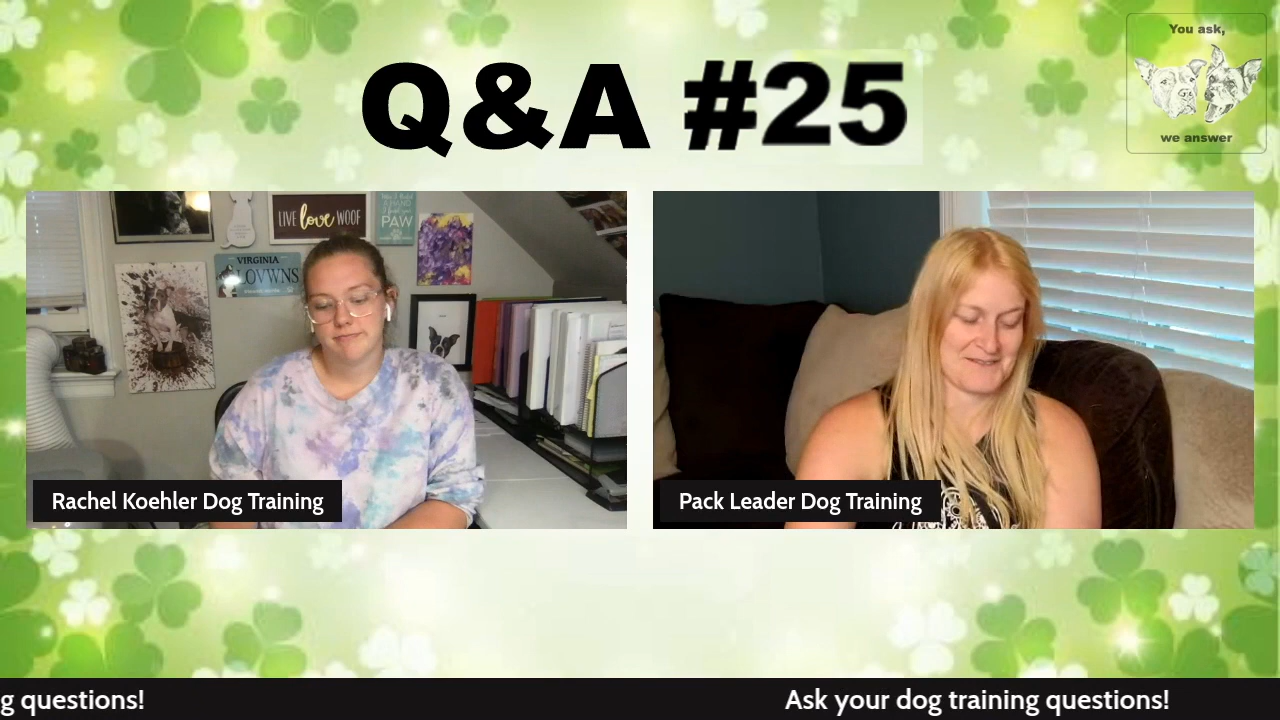 You ask,
we answer
Q&A #25
LIVE love WOOF
PAW
VIRGINIA
LOVWNS
Rachel Koehler Dog Training
Pack Leader Dog Training
g questions!
Ask your dog training questions!